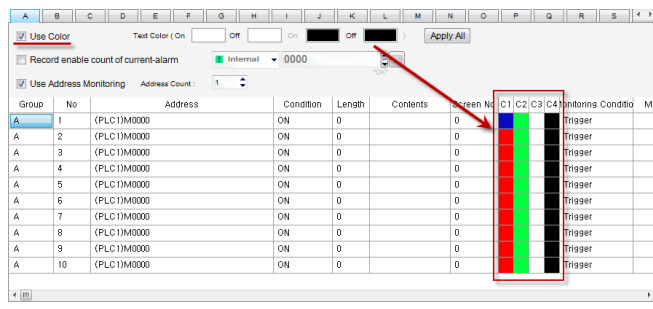 A B C D E F G H I J K L M N O P Q R S
Use Color Text Color ( On Off On Off ) Apply All
Record enable count of current-alarm Internal 0000
"OK"
Use Address Monitoring Address Count : 1
Group No Address Condition Length Contents Screen No C1 C2 C3 C4 Monitoring Conditio M
A 1 (PLC1)M0000 ON 0 0 Trigger
A 2 (PLC1)M0000 ON 0 0 Trigger
A 3 (PLC1)M0000 ON 0 0 Trigger
A 4 (PLC1)M0000 ON 0 0 Trigger
A 5 (PLC1)M0000 ON 0 0 Trigger
A 6 (PLC1)M0000 ON 0 0 Trigger
A 7 (PLC1)M0000 ON 0 0 Trigger
A 8 (PLC1)M0000 ON 0 0 Trigger
A 9 (PLC1)M0000 ON 0 0 Trigger
A 10 (PLC1)M0000 ON 0 0 Trigger